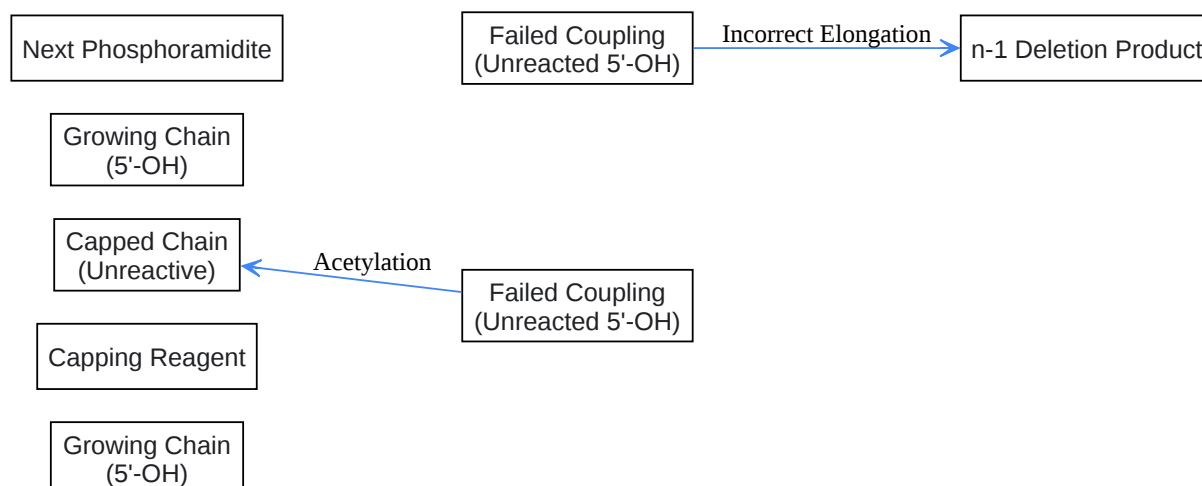 Next Phosphoramidite
Failed Coupling
(Unreacted 5'-OH)
Incorrect Elongation
n-1 Deletion Product
Growing Chain
(5'-OH)
Capped Chain
(Unreactive)
Acetylation
Failed Coupling
(Unreacted 5'-OH)
Capping Reagent
Growing Chain
(5'-OH)